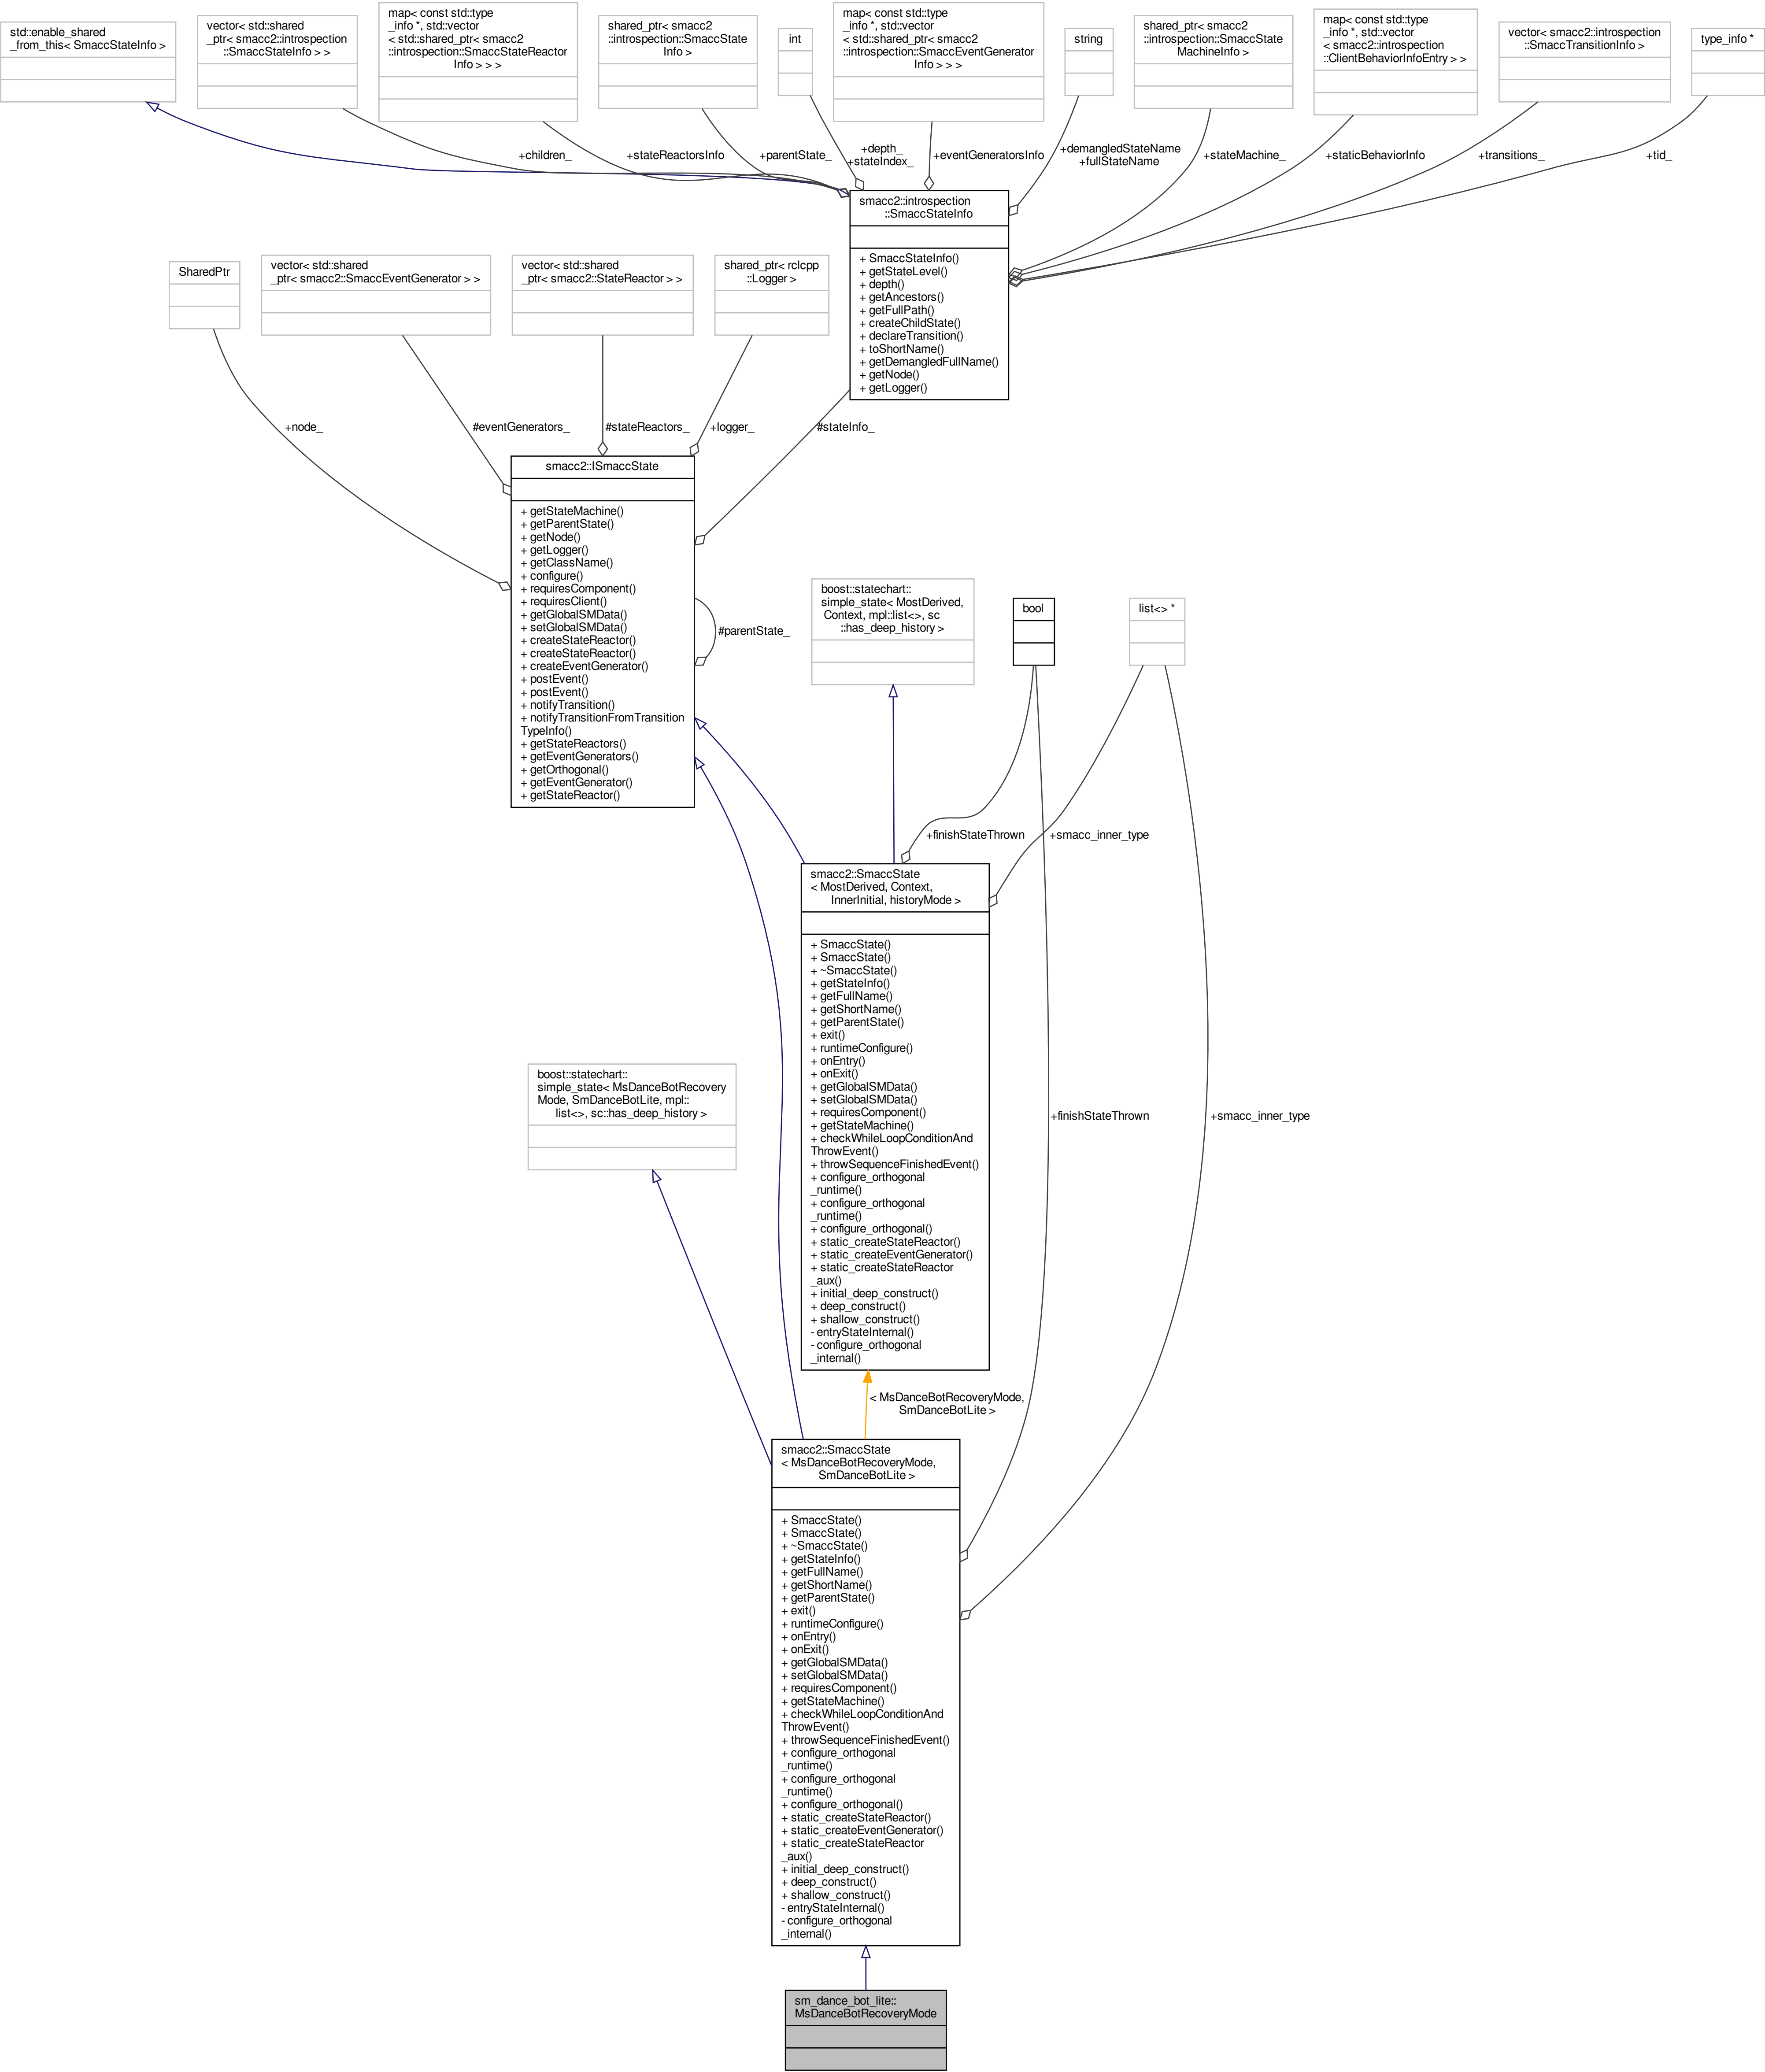 std::enable_shared
_from_this< SmaccStateInfo >
vector< std::shared
_ptr< smacc2::introspection
::SmaccStateInfo > >
map< const std::type
_info *, std::vector
< std::shared_ptr< smacc2
::introspection::SmaccStateReactor
Info > > >
shared_ptr< smacc2
::introspection::SmaccState
Info >
int
map< const std::type
_info *, std::vector
< std::shared_ptr< smacc2
::introspection::SmaccEventGenerator
Info > > >
string
shared_ptr< smacc2
::introspection::SmaccState
MachineInfo >
map< const std::type
_info *, std::vector
< smacc2::introspection
::ClientBehaviorInfoEntry > >
vector< smacc2::introspection
::SmaccTransitionInfo >
type_info *
+children_
+stateReactorsInfo
+parentState_
+depth_
+stateIndex_
+eventGeneratorsInfo
+demangledStateName
+fullStateName
+stateMachine_
+staticBehaviorInfo
+transitions_
+tid_
smacc2::introspection
::SmaccStateInfo
+ SmaccStateInfo()
+ getStateLevel()
+ depth()
+ getAncestors()
+ getFullPath()
+ createChildState()
+ declareTransition()
+ toShortName()
+ getDemangledFullName()
+ getNode()
+ getLogger()
SharedPtr
vector< std::shared
_ptr< smacc2::SmaccEventGenerator > >
vector< std::shared
_ptr< smacc2::StateReactor > >
shared_ptr< rclcpp
::Logger >
+node_
#eventGenerators_
#stateReactors_
+logger_
#stateInfo_
smacc2::ISmaccState
+ getStateMachine()
+ getParentState()
+ getNode()
+ getLogger()
+ getClassName()
+ configure()
+ requiresComponent()
+ requiresClient()
+ getGlobalSMData()
+ setGlobalSMData()
+ createStateReactor()
+ createStateReactor()
+ createEventGenerator()
+ postEvent()
+ postEvent()
+ notifyTransition()
+ notifyTransitionFromTransition
TypeInfo()
+ getStateReactors()
+ getEventGenerators()
+ getOrthogonal()
+ getEventGenerator()
+ getStateReactor()
#parentState_
boost::statechart::
simple_state< MostDerived,
Context, mpl::list<>, sc
::has_deep_history >
bool
list<> *
+finishStateThrown
+smacc_inner_type
smacc2::SmaccState
< MostDerived, Context,
InnerInitial, historyMode >
+ SmaccState()
+ SmaccState()
+ ~SmaccState()
+ getStateInfo()
+ getFullName()
+ getShortName()
+ getParentState()
+ exit()
+ runtimeConfigure()
+ onEntry()
+ onExit()
+ getGlobalSMData()
+ setGlobalSMData()
+ requiresComponent()
+ getStateMachine()
+ checkWhileLoopConditionAnd
ThrowEvent()
+ throwSequenceFinishedEvent()
+ configure_orthogonal
_runtime()
+ configure_orthogonal
_runtime()
+ configure_orthogonal()
+ static_createStateReactor()
+ static_createEventGenerator()
+ static_createStateReactor
_aux()
+ initial_deep_construct()
+ deep_construct()
+ shallow_construct()
- entryStateInternal()
- configure_orthogonal
_internal()
boost::statechart::
simple_state< MsDanceBotRecovery
Mode, SmDanceBotLite, mpl::
list<>, sc::has_deep_history >
+finishStateThrown
+smacc_inner_type
< MsDanceBotRecoveryMode,
SmDanceBotLite >
smacc2::SmaccState
< MsDanceBotRecoveryMode,
SmDanceBotLite >
+ SmaccState()
+ SmaccState()
+ ~SmaccState()
+ getStateInfo()
+ getFullName()
+ getShortName()
+ getParentState()
+ exit()
+ runtimeConfigure()
+ onEntry()
+ onExit()
+ getGlobalSMData()
+ setGlobalSMData()
+ requiresComponent()
+ getStateMachine()
+ checkWhileLoopConditionAnd
ThrowEvent()
+ throwSequenceFinishedEvent()
+ configure_orthogonal
_runtime()
+ configure_orthogonal
_runtime()
+ configure_orthogonal()
+ static_createStateReactor()
+ static_createEventGenerator()
+ static_createStateReactor
_aux()
+ initial_deep_construct()
+ deep_construct()
+ shallow_construct()
- entryStateInternal()
- configure_orthogonal
_internal()
sm_dance_bot_lite::
MsDanceBotRecoveryMode